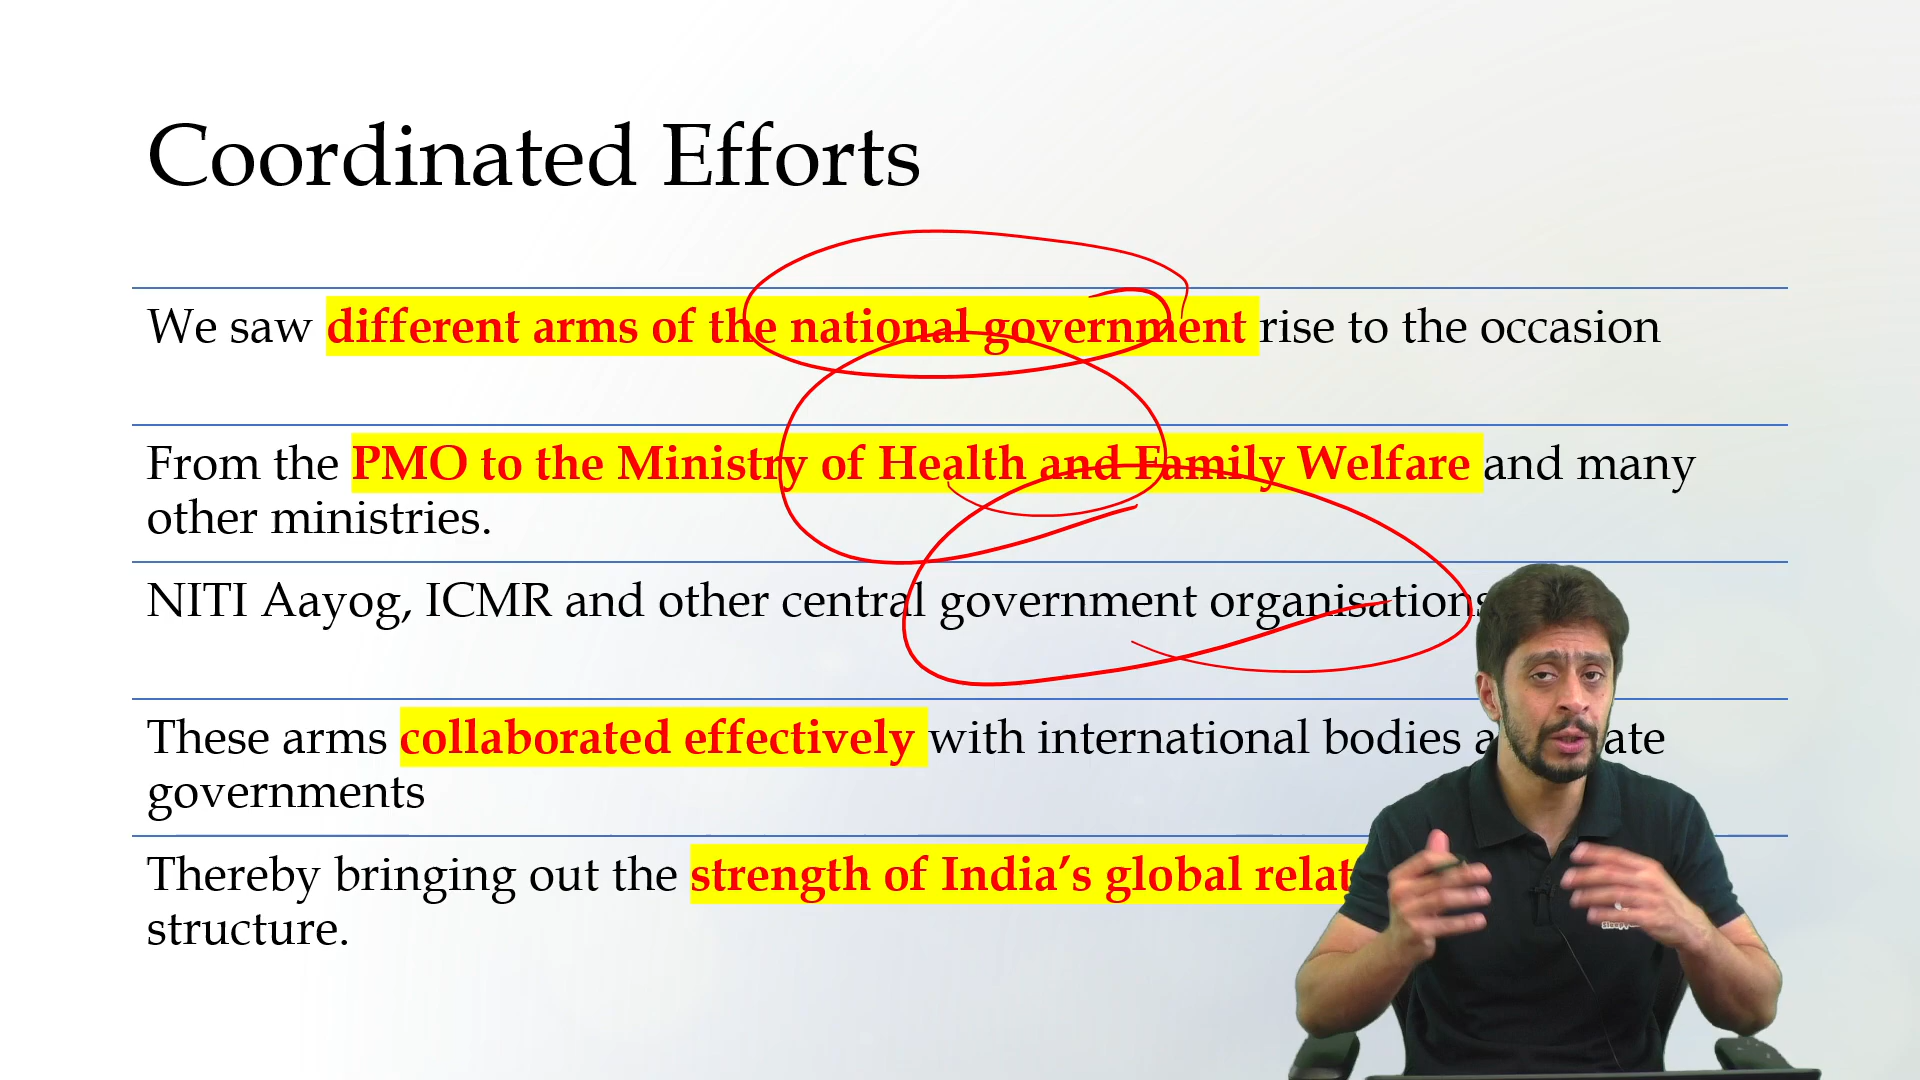 Coordinated Efforts
We saw different arms of the national government rise to the occasion
From the PMO to the Ministry of Health and Family Welfare and many
other ministries.
NITI Aayog, ICMR and other central government organisations
These arms collaborated effectively with international bodies
governments
Thereby bringing out the strength of India’s global
structure.